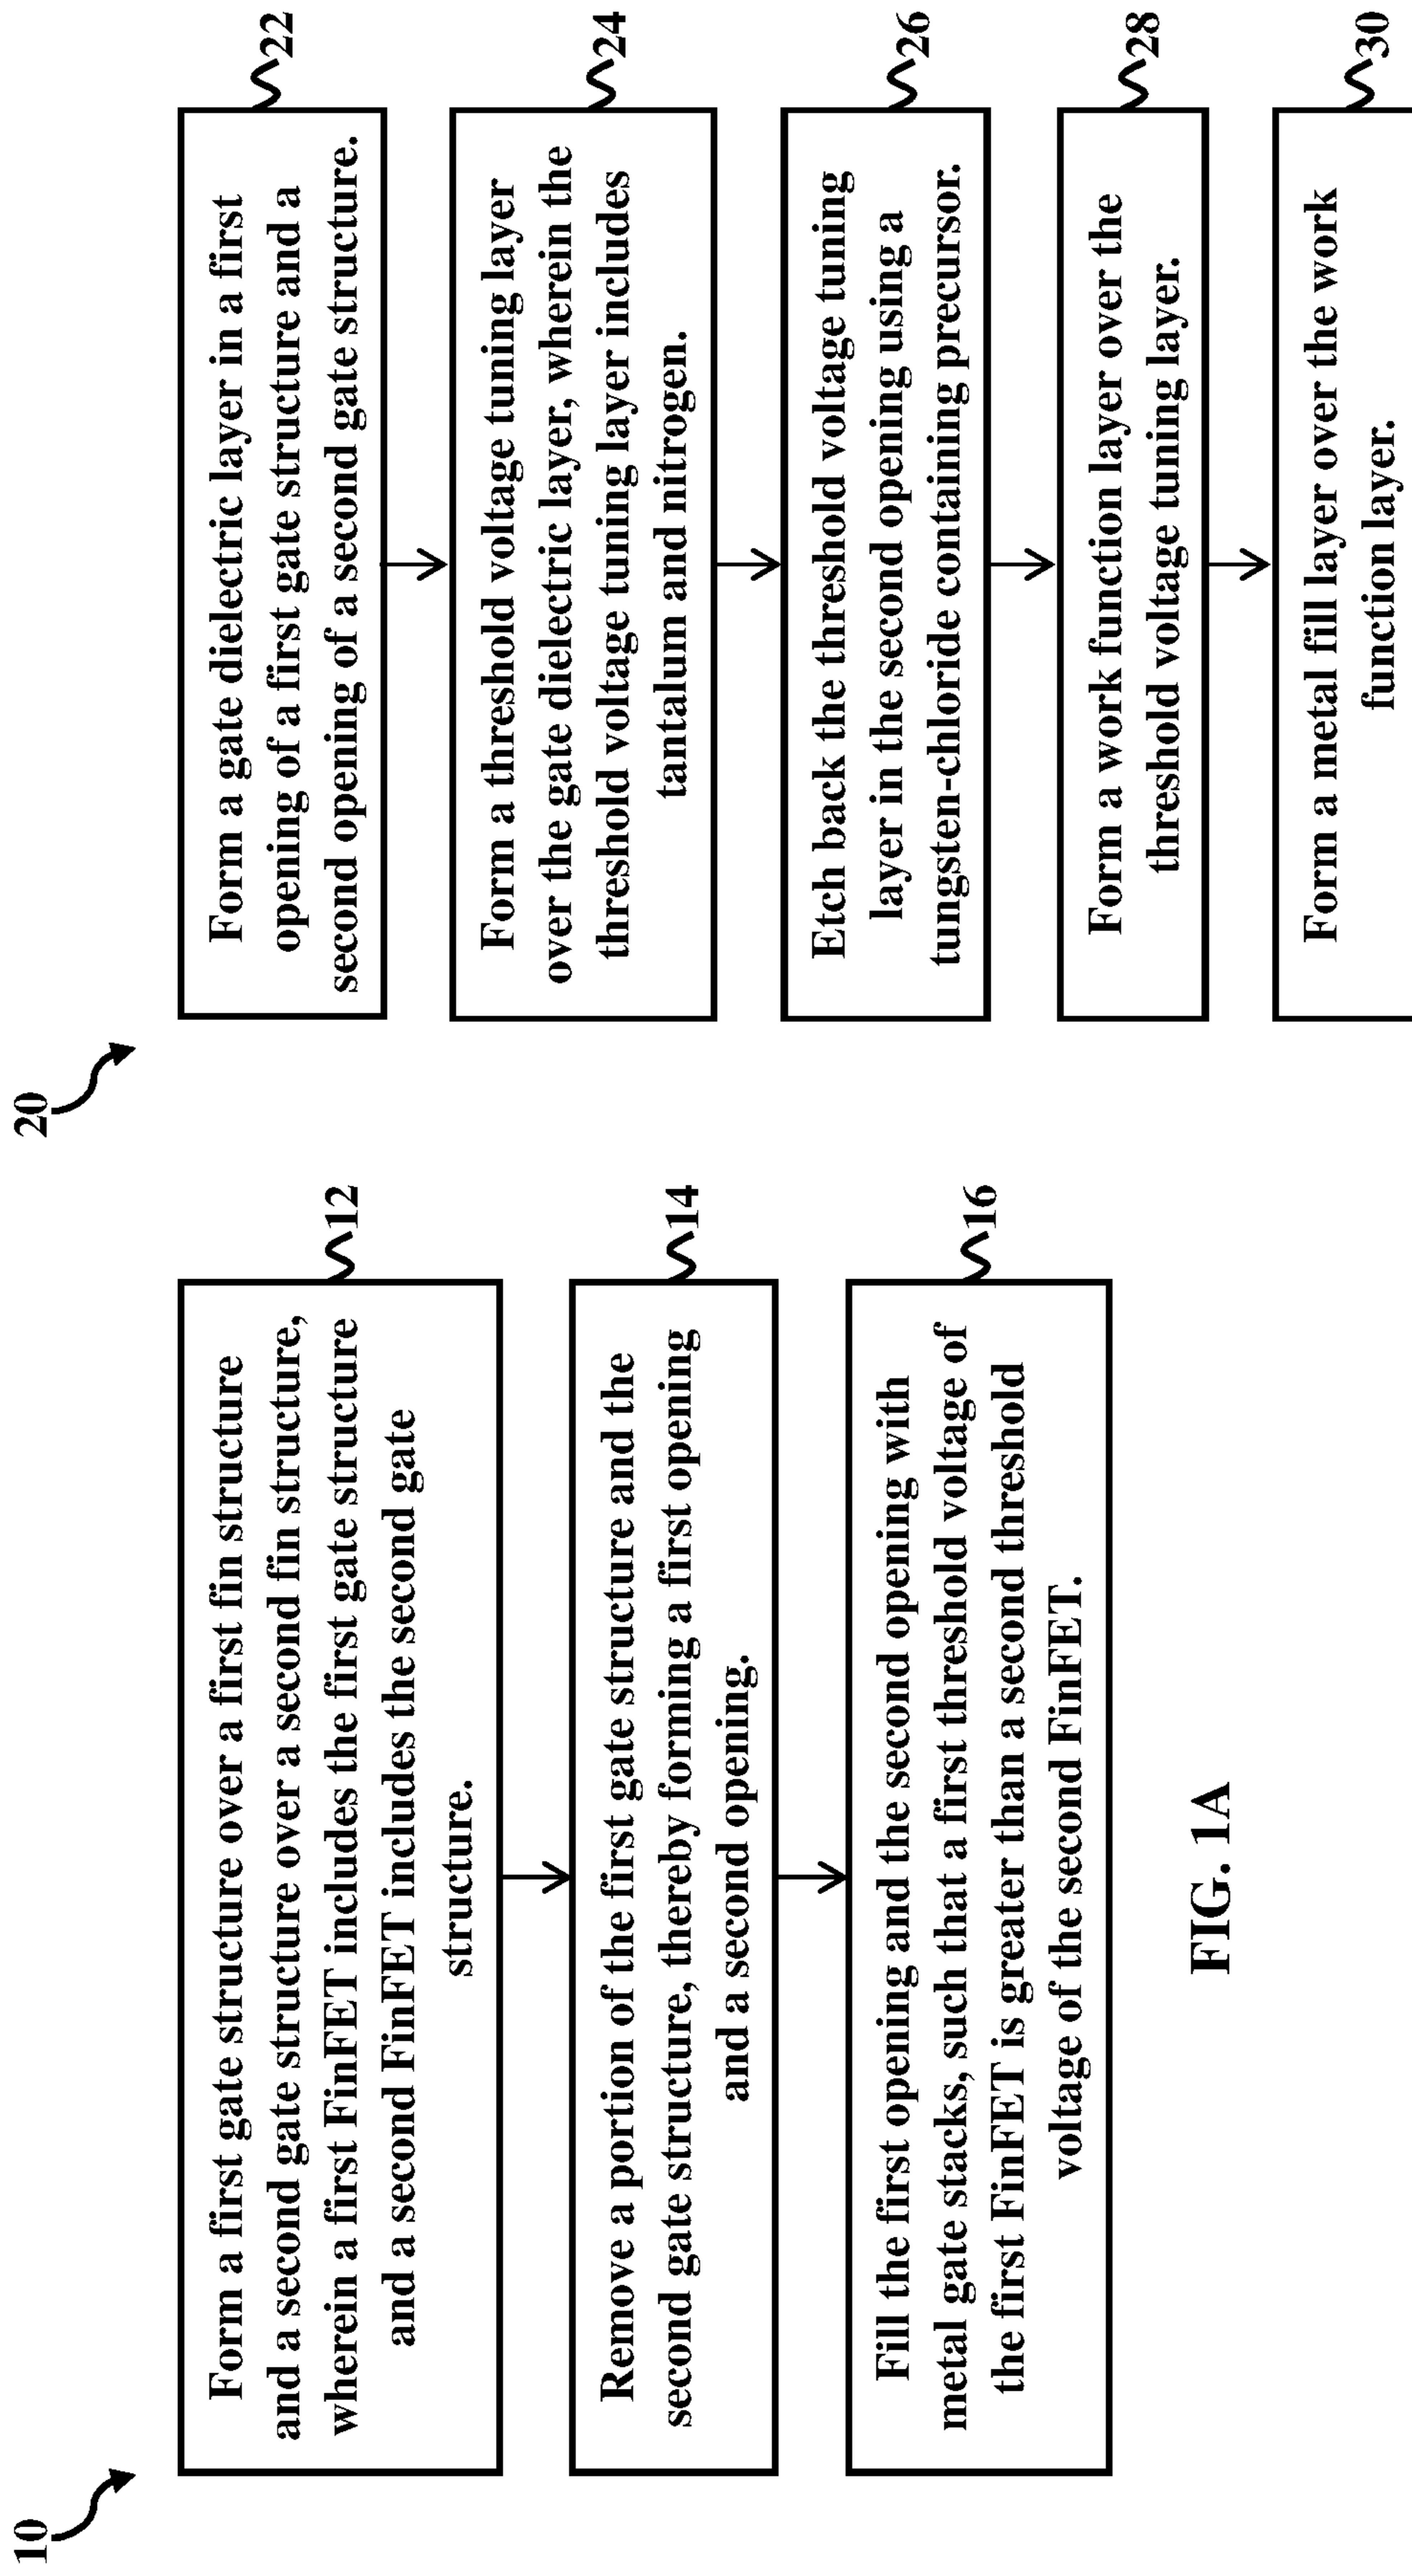 10
Form a first gate structure over a first fin structure
and a second gate structure over a second fin structure,
wherein a first FinFET includes the first gate structure
and a second FinFET includes the second gate
structure.
12
Remove a portion of the first gate structure and the
second gate structure, thereby forming a first opening
and a second opening.
14
Fill the first opening and the second opening with
metal gate stacks, such that a first threshold voltage of
the first FinFET is greater than a second threshold
voltage of the second FinFET.
16
FIG. 1A
20
Form a gate dielectric layer in a first
opening of a first gate structure and a
second opening of a second gate structure.
22
Form a threshold voltage tuning layer
over the gate dielectric layer, wherein the
threshold voltage tuning layer includes
tantalum and nitrogen.
24
Etch back the threshold voltage tuning
layer in the second opening using a
tungsten-chloride containing precursor.
26
Form a work function layer over the
threshold voltage tuning layer.
28
Form a metal fill layer over the work
function layer.
30